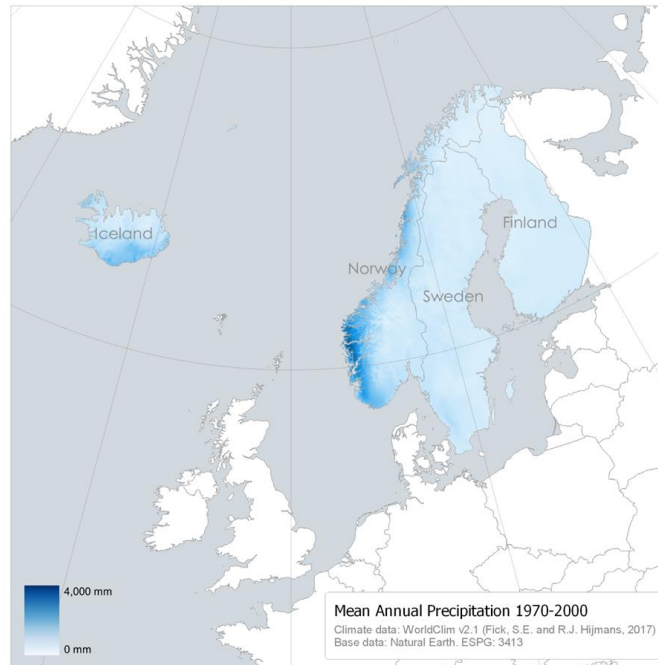 Finland
Iceland
Norway
Sweden
4,000 mm
0 mm
Mean Annual Precipitation 1970-2000
Climate data: WorldClim v2.1 (Fick, S.E. and R.J. Hijmans, 2017)
Base data: Natural Earth. ESPG: 3413